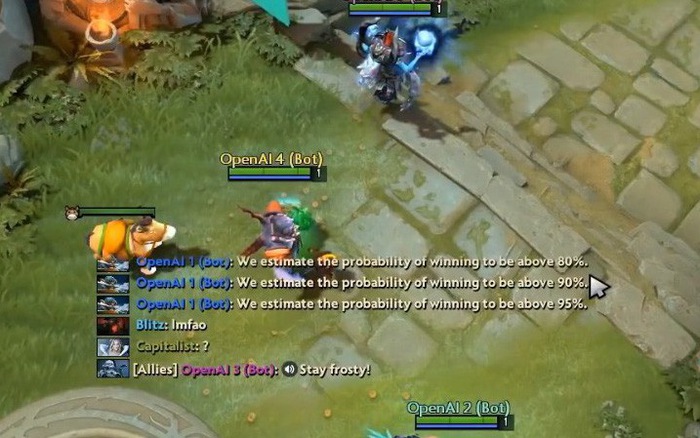 1
OpenAI 4 (Bot)
1
OpenAI 1 (Bot): We estimate the probability of winning to be above 80%.
OpenAI 1 (Bot): We estimate the probability of winning to be above 90%.
OpenAI 1 (Bot): We estimate the probability of winning to be above 95%.
Blitz: lmfao
Capitalist: ?
[Allies] OpenAI 3 (Bot): Stay frosty!
OpenAI 2 (Bot)
1